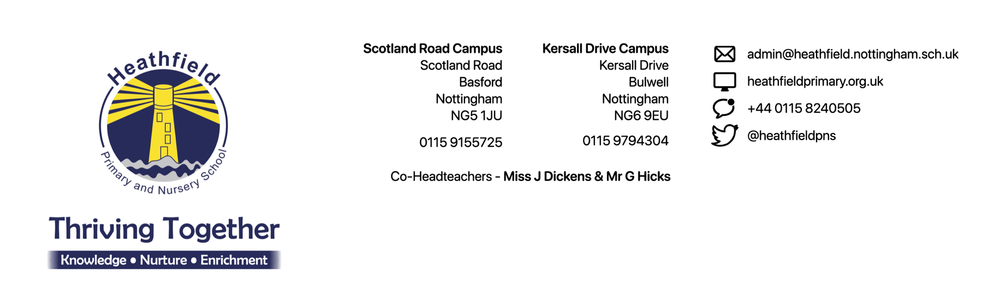 Heathfield
Primary and Nursery School
Thriving Together
Knowledge • Nurture • Enrichment
Scotland Road Campus
Scotland Road
Basford
Nottingham
NG5 1JU
0115 9155725
Kersall Drive Campus
Kersall Drive
Bulwell
Nottingham
NG6 9EU
0115 9794304
Co-Headteachers - Miss J Dickens & Mr G Hicks
admin@heathfield.nottingham.sch.uk
heathfieldprimary.org.uk
+44 0115 8240505
@heathfieldpns